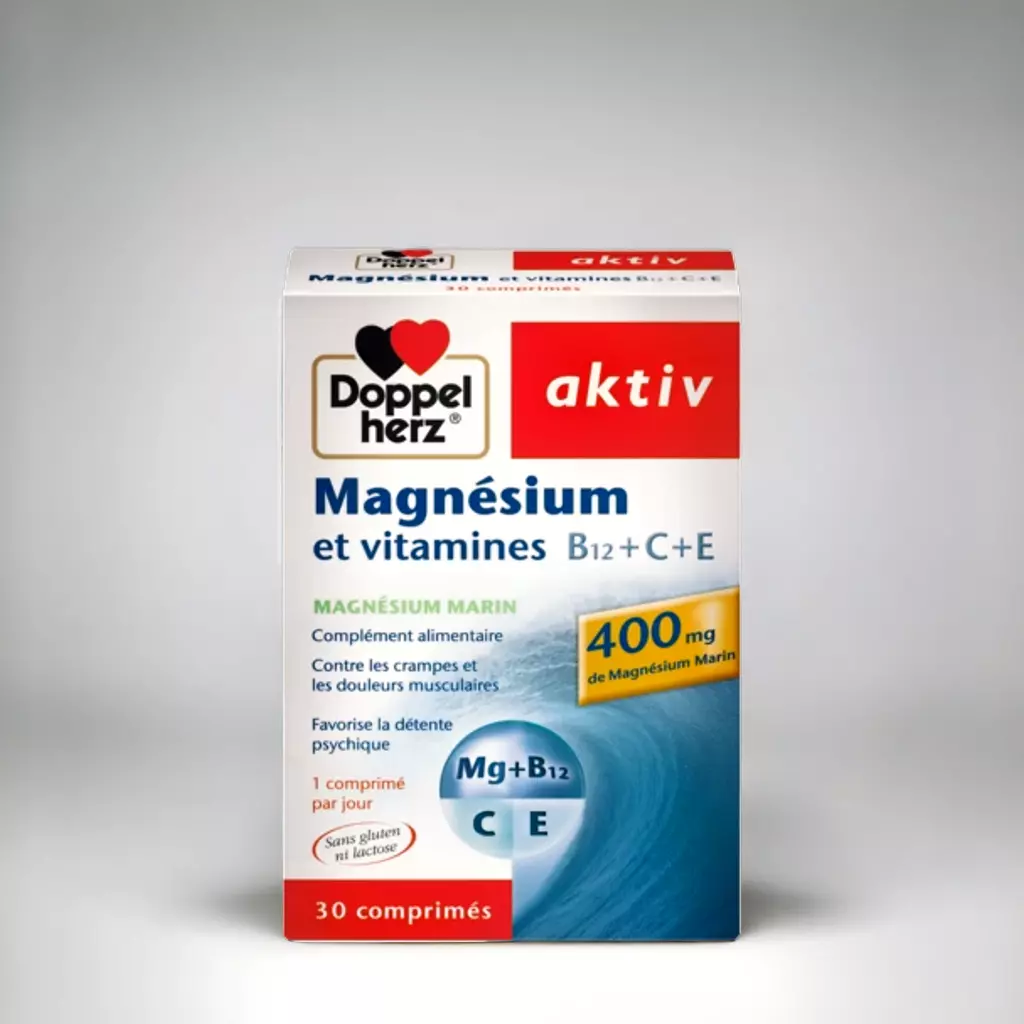 Doppel
herz
aktiv
Magnésium et vitamines B12+C+E
30 comprimés
Doppel
herz®
aktiv
Magnésium
et vitamines B12+C+E
MAGNÉSIUM MARIN
Complément alimentaire
Contre les crampes et
les douleurs musculaires
400 mg
de Magnésium Marin
Favorise la détente
psychique
Mg+B12
C E
1 comprimé
par jour
Sans gluten
ni lactose
30 comprimés